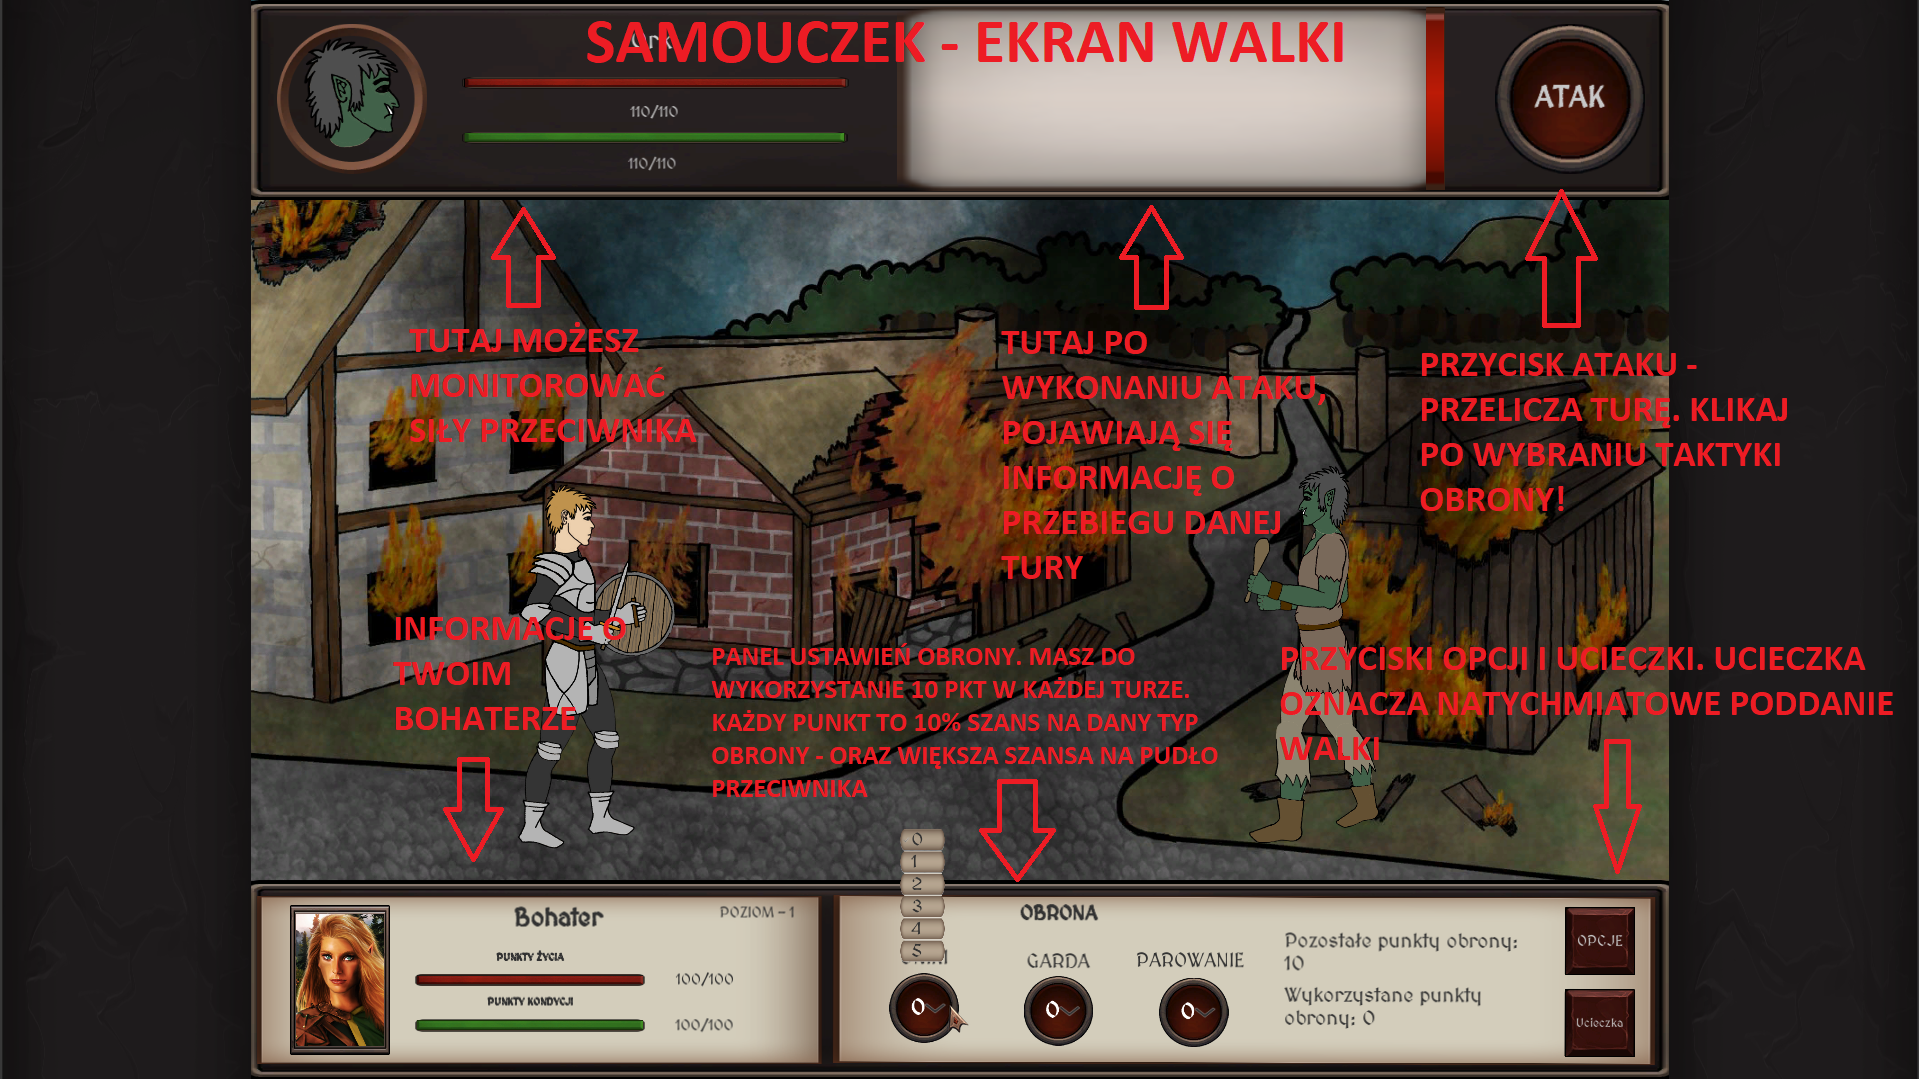 SAMOUCZEK - EKRAN WALKI
Ork
110/110
110/110
ATAK
TUTAJ MOŻESZ
MONITOROWAĆ
SIŁY PRZECIWNIKA
TUTAJ PO
WYKONANIU ATAKU,
POJAWIAJĄ SIĘ
INFORMACJĘ O
PRZEBIEGU DANEJ
TURY
PRZYCISK ATAKU -
PRZELICZA TURĘ. KLIKAJ
PO WYBRANIU TAKTYKI
OBRONY!
INFORMACJE O
TWOIM
BOHATERZE
PANEL USTAWIEŃ OBRONY. MASZ DO
WYKORZYSTANIE 10 PKT W KAŻDEJ TURZE.
KAŻDY PUNKT TO 10% SZANS NA DANY TYP
OBRONY - ORAZ WIĘKSZA SZANSA NA PUDŁO
PRZECIWNIKA
PRZYCISKI OPCJI I UCIECZKI. UCIECZKA
OZNACZA NATYCHMIATOWE PODDANIE
WALKI
Bohater
POZIOM - 1
PUNKTY ŻYCIA
100/100
PUNKTY KONDYCJI
100/100
0
1
2
3
4
5
OBRONA
GARDA
PAROWANIE
0
0
0
Pozostałe punkty obrony:
10
Wykorzystane punkty
obrony: 0
OPCJE
Ucieczka